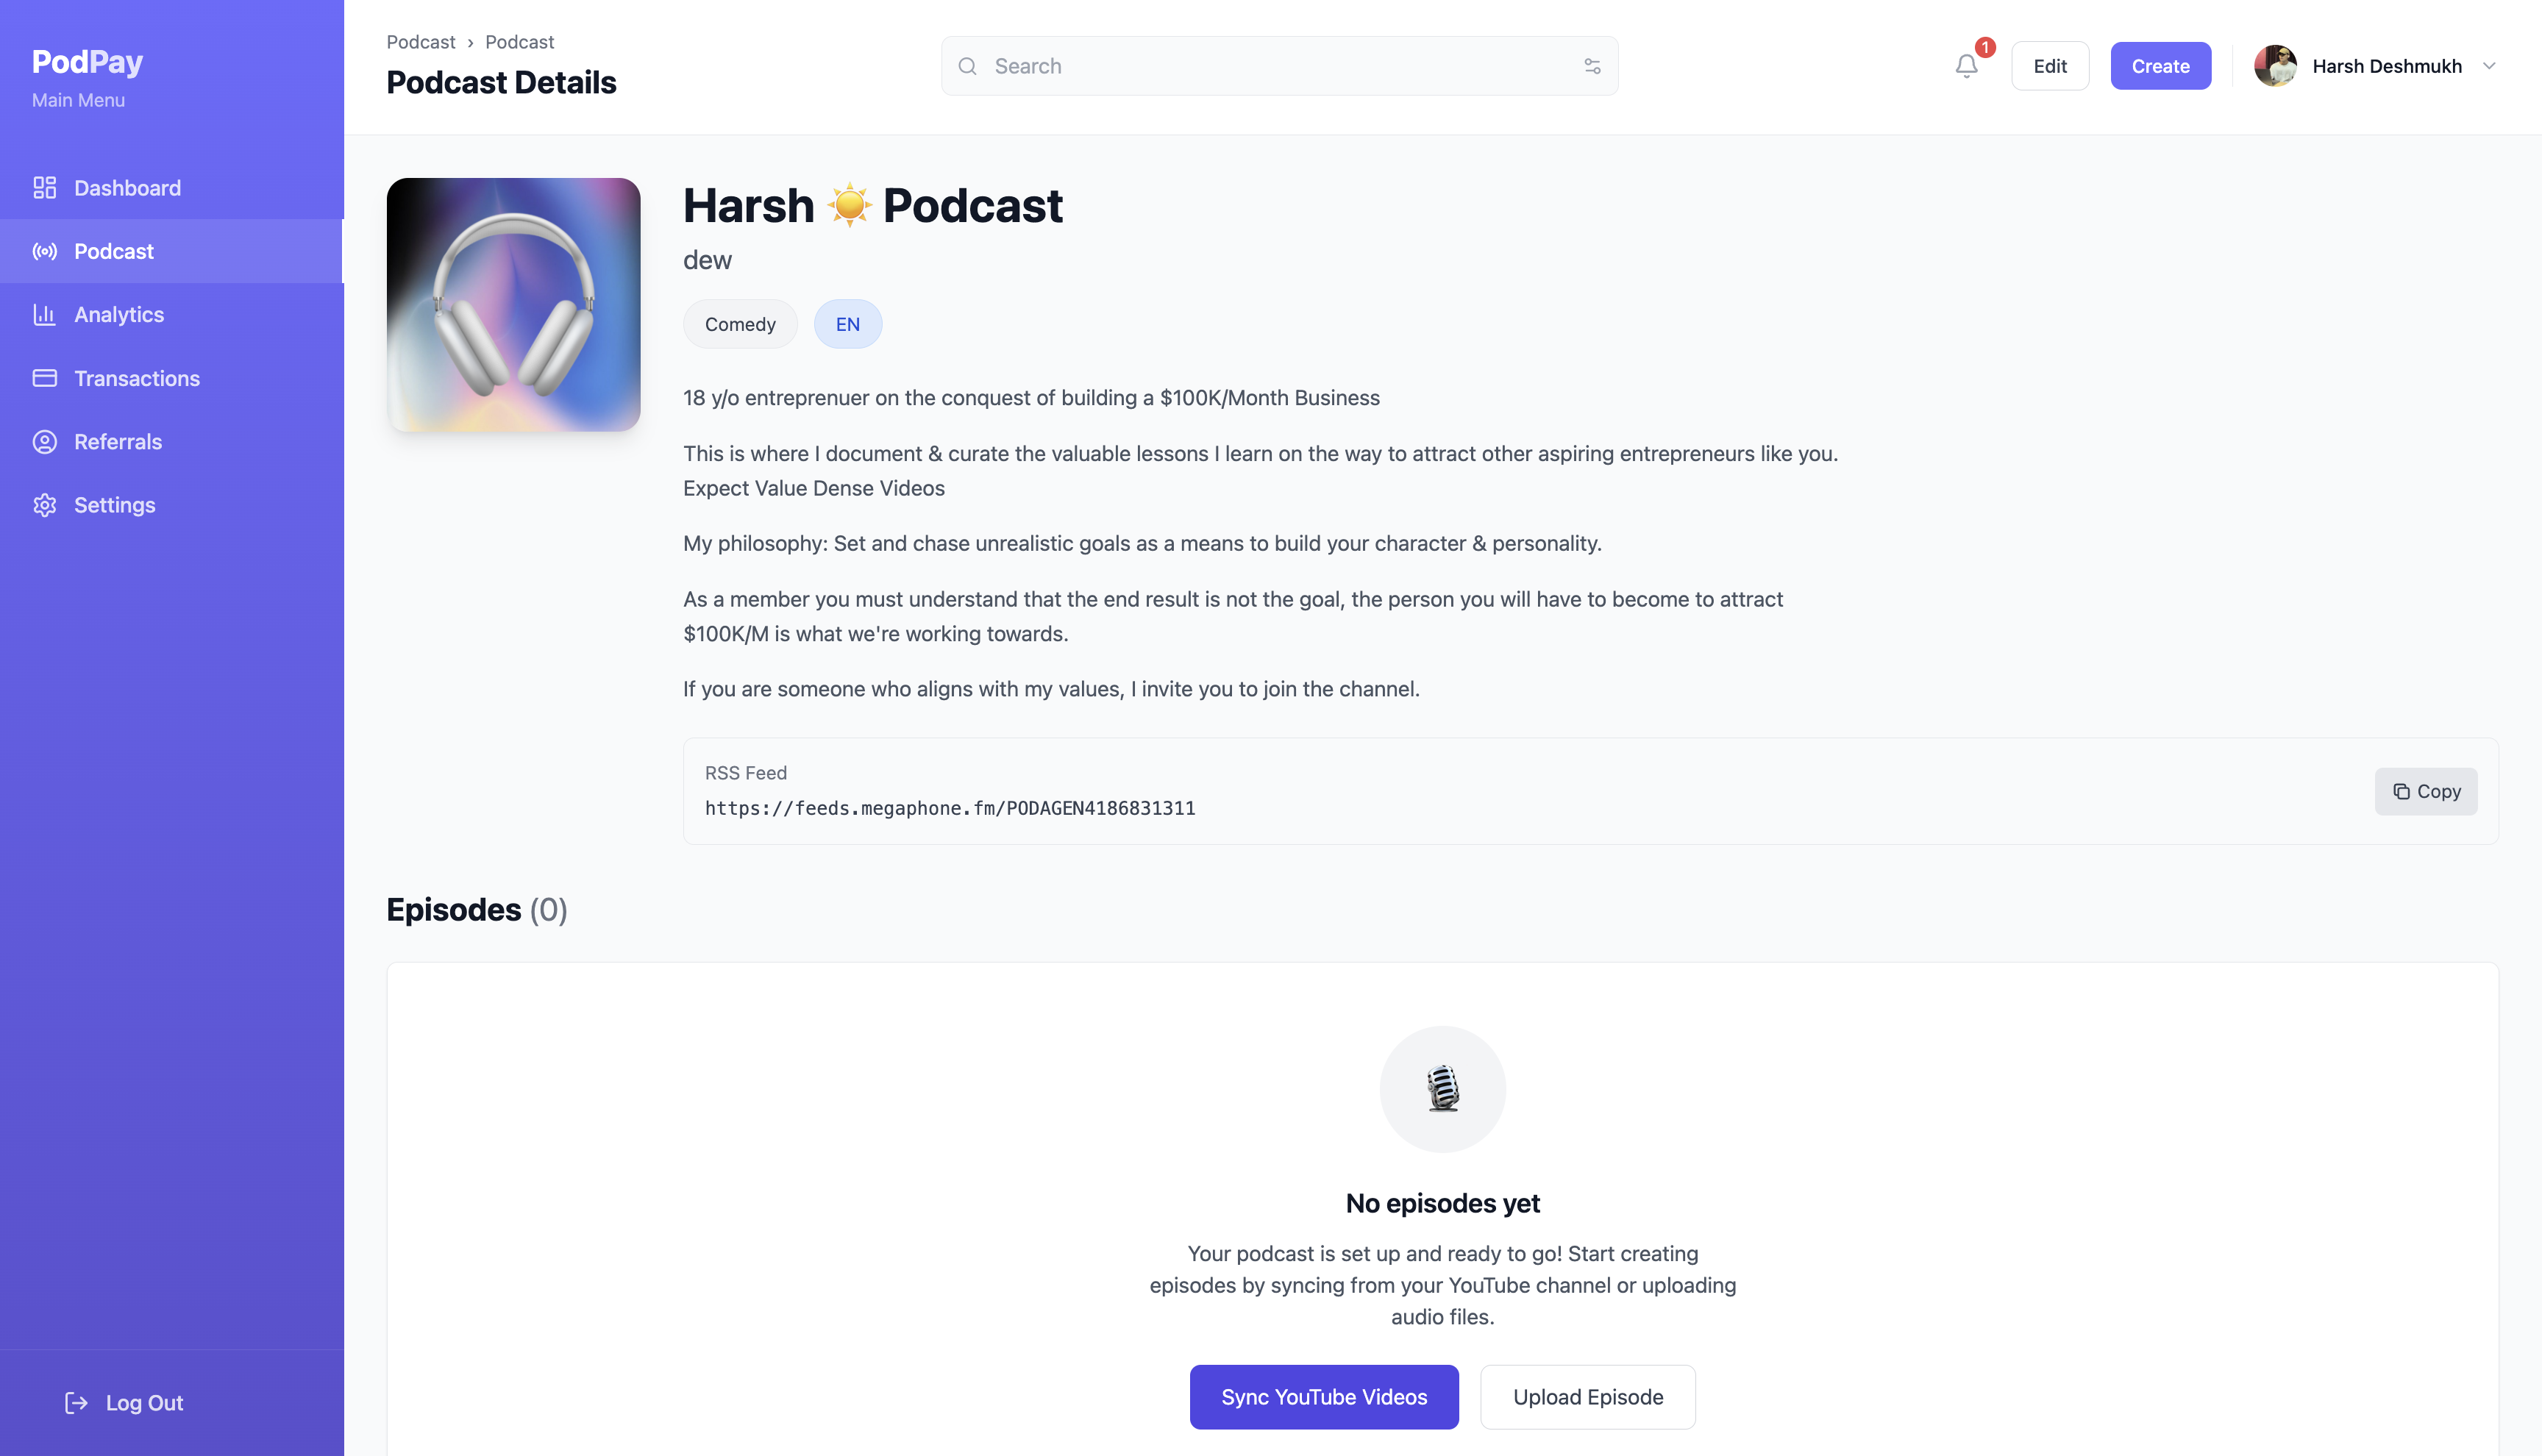 PodPay
Main Menu
Dashboard
Podcast
Analytics
Transactions
Referrals
Settings
Log Out
Podcast › Podcast
Podcast Details
Search
1
Edit
Create
Harsh Deshmukh
Harsh ☀️ Podcast
dew
Comedy
EN
18 y/o entreprenuer on the conquest of building a $100K/Month Business
This is where I document & curate the valuable lessons I learn on the way to attract other aspiring entrepreneurs like you.
Expect Value Dense Videos
My philosophy: Set and chase unrealistic goals as a means to build your character & personality.
As a member you must understand that the end result is not the goal, the person you will have to become to attract
$100K/M is what we're working towards.
If you are someone who aligns with my values, I invite you to join the channel.
RSS Feed
https://feeds.megaphone.fm/PODAGEN4186831311
Copy
Episodes (0)
No episodes yet
Your podcast is set up and ready to go! Start creating
episodes by syncing from your YouTube channel or uploading
audio files.
Sync YouTube Videos
Upload Episode